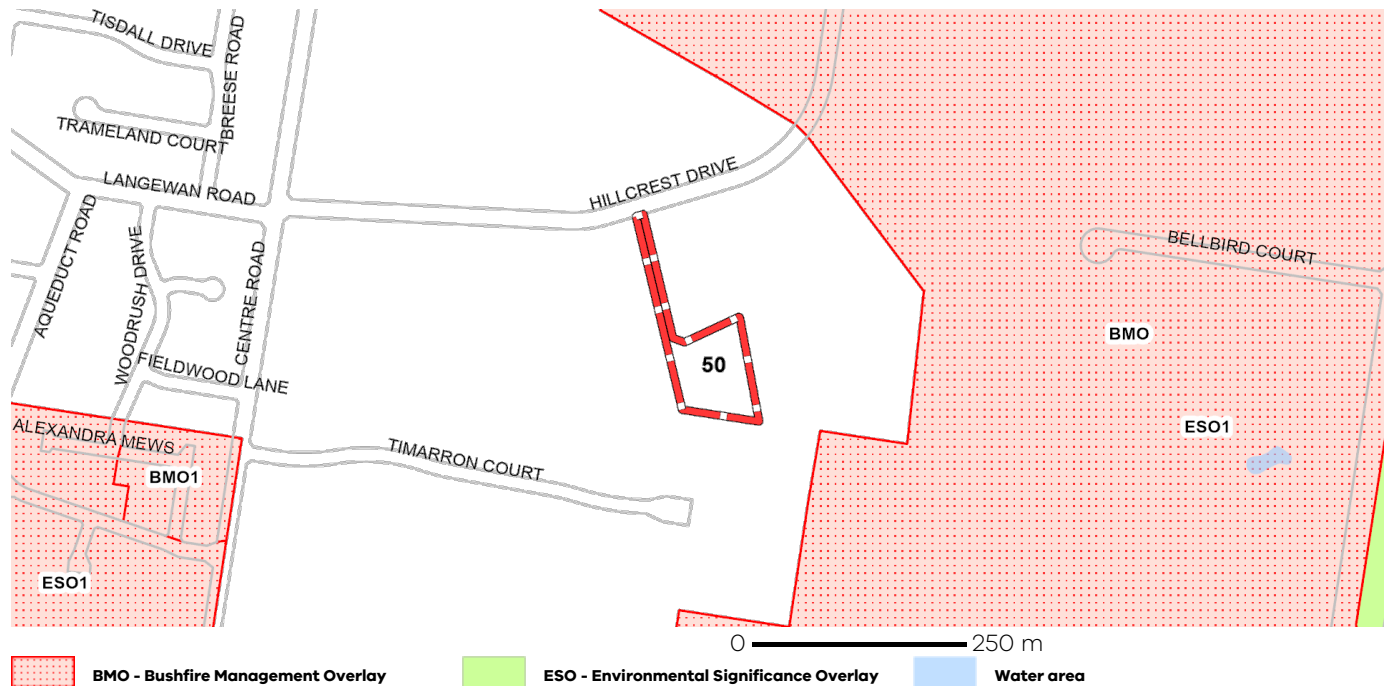 TISDALL DRIVE
BREESE ROAD
TRAMELAND COURT
LANGEWAN ROAD
HILLCREST DRIVE
AQUEDUCT ROAD
WOODRUSH DRIVE
CENTRE ROAD
BELLBIRD COURT
BMO
50
FIELDWOOD LANE
ALEXANDRA MEWS
BMO1
TIMARRON COURT
ESO1
ESO1
0 250 m
BMO - Bushfire Management Overlay
ESO - Environmental Significance Overlay
Water area